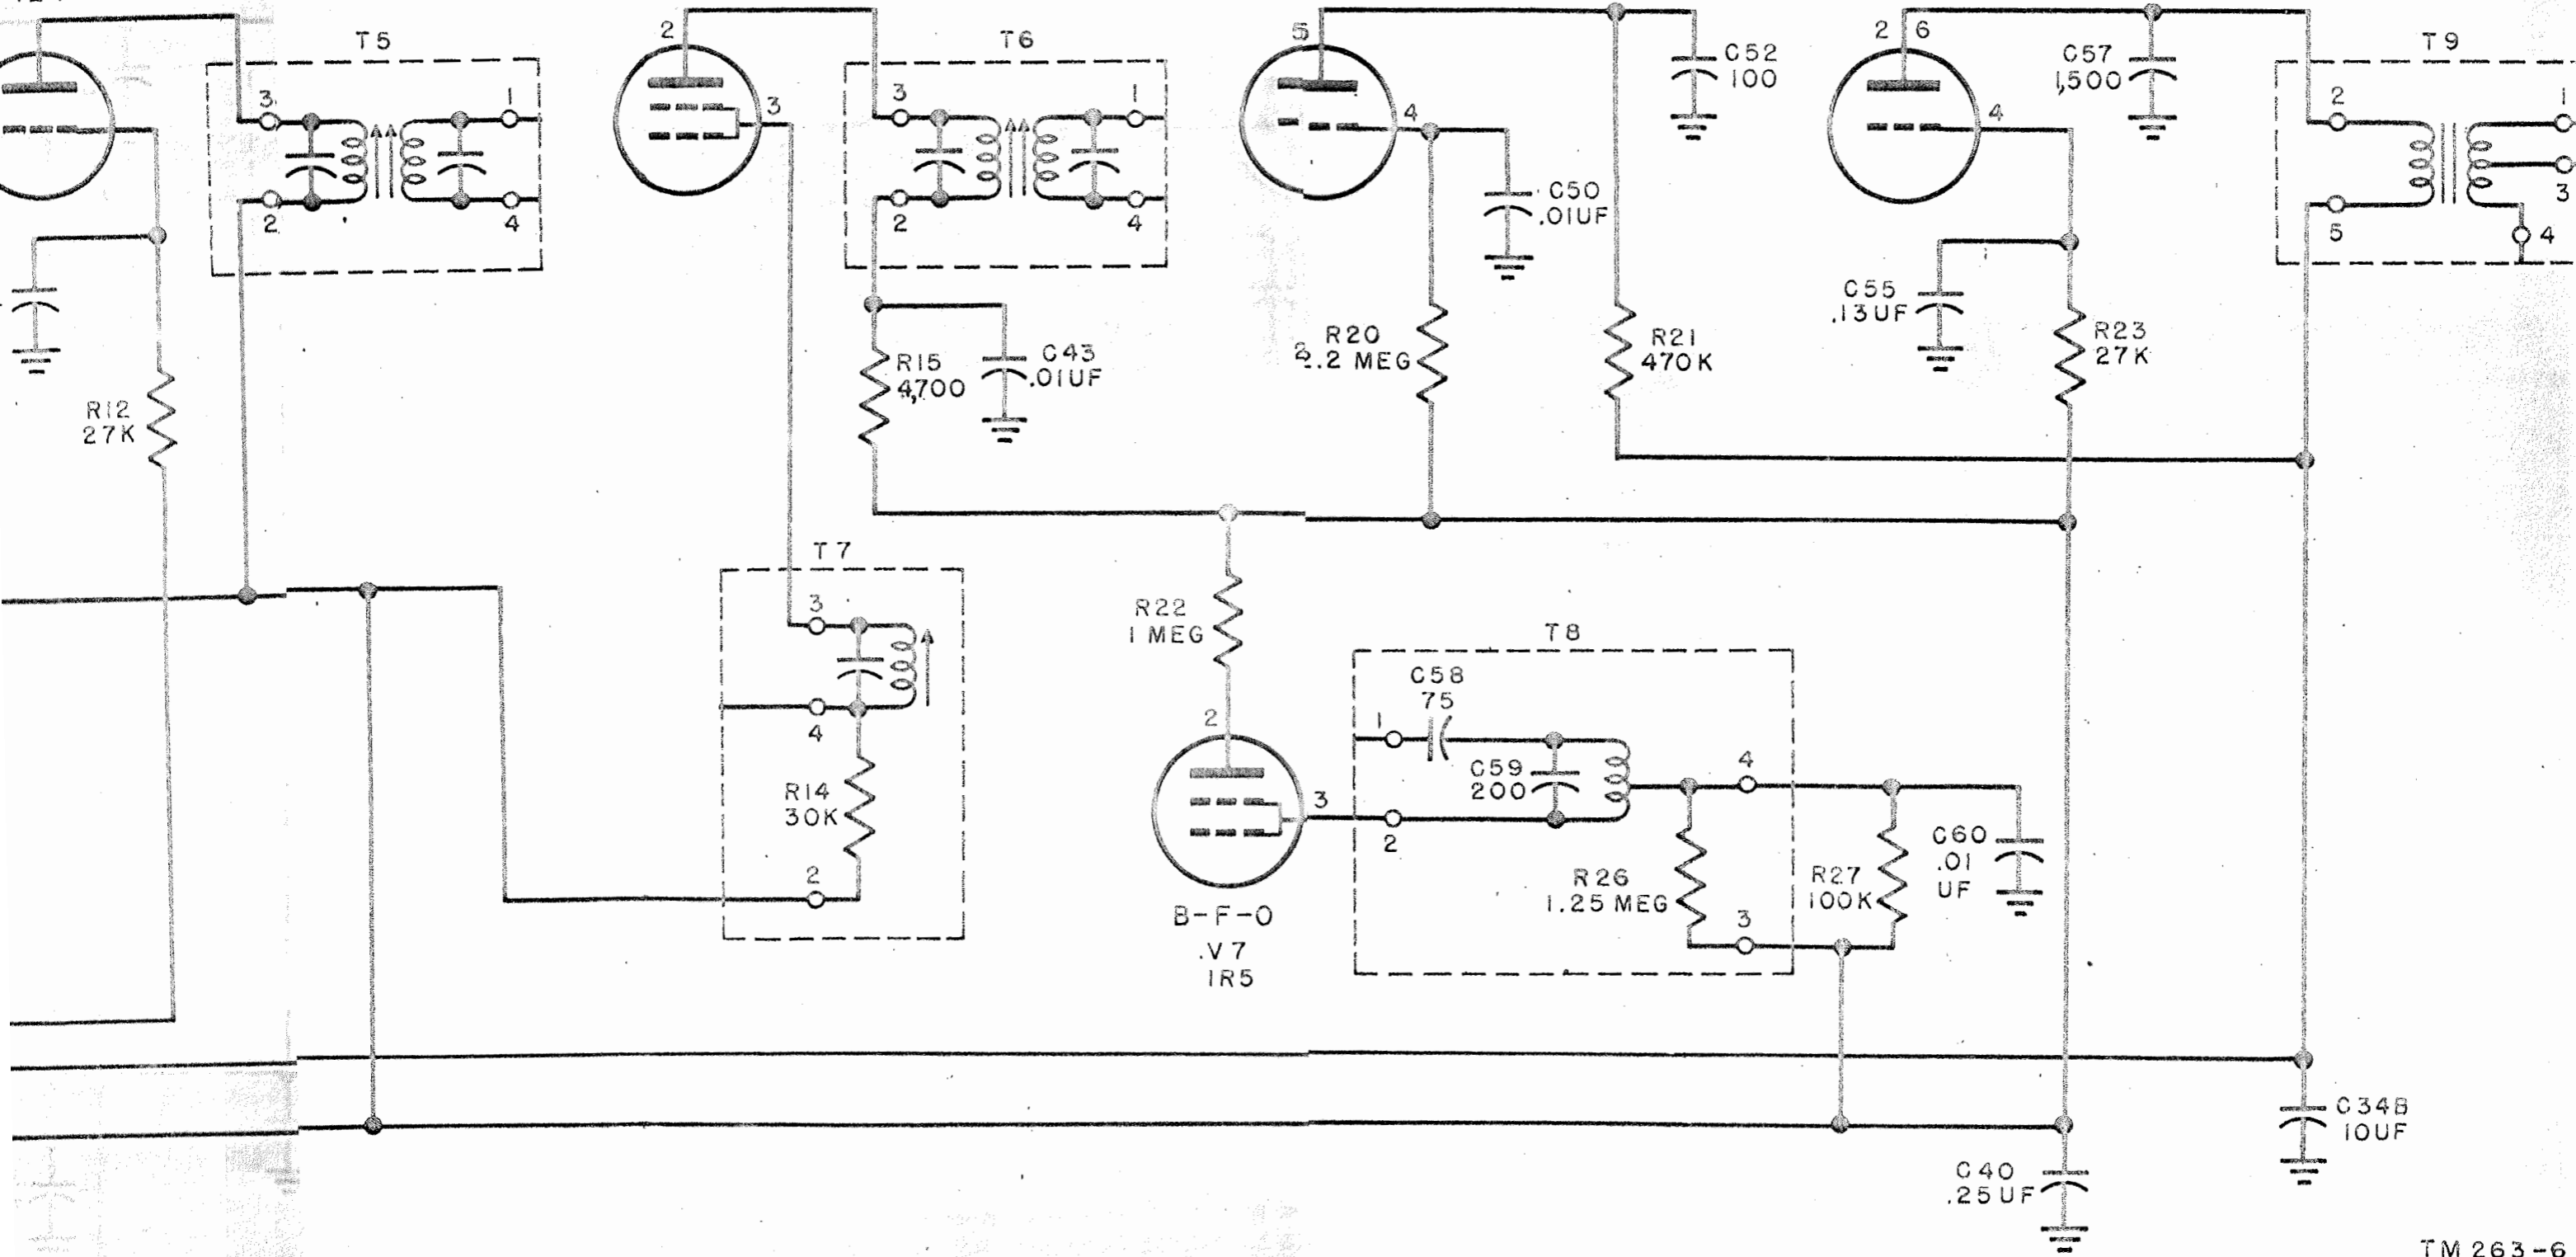 T5
3
1
2
4
2
3
T6
3
1
2
4
5
4
C52
100
C50
.01UF
2 6
4
C57
1,500
T9
2
1
3
5
4
C55
.13UF
R23
27K
R12
27K
R15
4,700
C43
.01UF
R20
2.2 MEG
R21
470K
T7
3
4
R14
30K
2
R22
1 MEG
2
3
B-F-O
V7
1R5
T8
C58
75
1
C59
200
2
4
R26
1.25 MEG
3
R27
100K
C60
.01
UF
C34B
10UF
C40
.25UF
TM 263-6